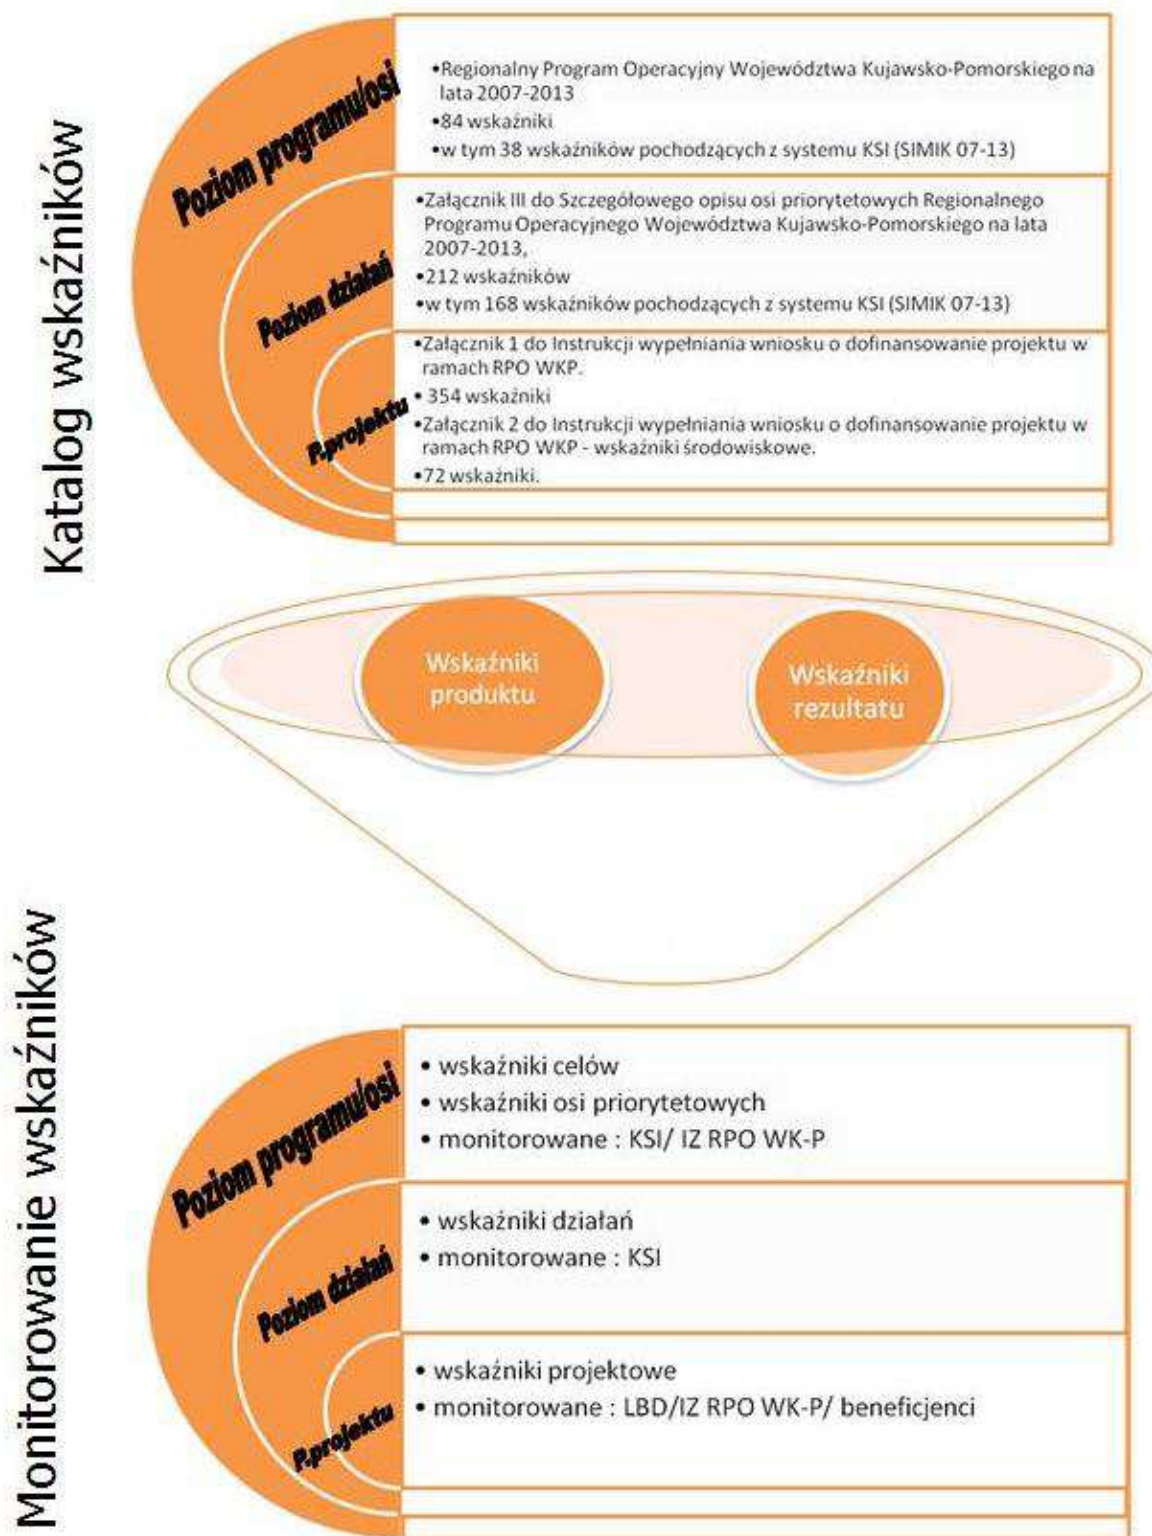 Katalog wskaźników
Poziom programu/osi
•Regionalny Program Operacyjny Województwa Kujawsko-Pomorskiego na
lata 2007-2013
•84 wskaźniki
•w tym 38 wskaźników pochodzących z systemu KSI (SIMIK 07-13)
Poziom działań
•Załącznik III do Szczegółowego opisu osi priorytetowych Regionalnego
Programu Operacyjnego Województwa Kujawsko-Pomorskiego na lata
2007-2013,
•212 wskaźników
•w tym 168 wskaźników pochodzących z systemu KSI (SIMIK 07-13)
P.projektu
•Załącznik 1 do Instrukcji wypełniania wniosku o dofinansowanie projektu w
ramach RPO WKP.
• 354 wskaźniki
•Załącznik 2 do Instrukcji wypełniania wniosku o dofinansowanie projektu w
ramach RPO WKP - wskaźniki środowiskowe.
•72 wskaźniki.
Wskaźniki
produktu
Wskaźniki
rezultatu
Monitorowanie wskaźników
Poziom programu/osi
• wskaźniki celów
• wskaźniki osi priorytetowych
• monitorowane : KSI/ IZ RPO WK-P
Poziom działań
• wskaźniki działań
• monitorowane : KSI
P.projektu
• wskaźniki projektowe
• monitorowane : LBD/IZ RPO WK-P/ beneficjenci